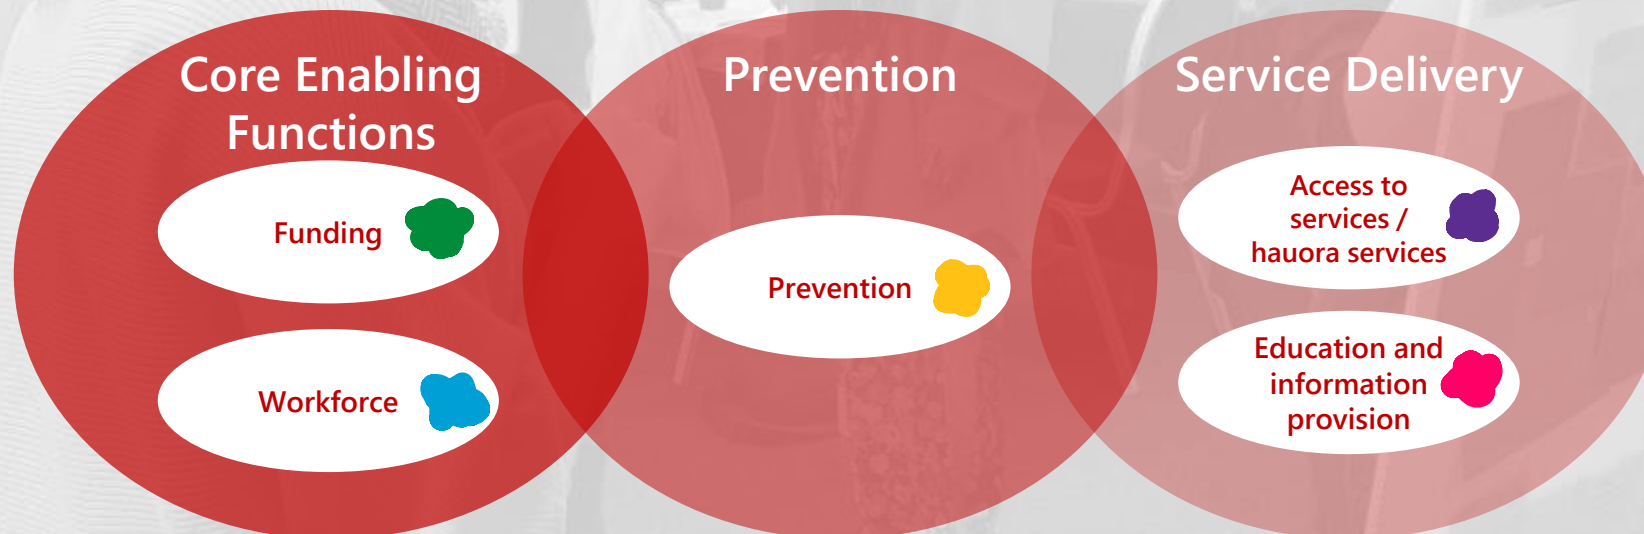 Core Enabling
Functions
Funding
Workforce
Prevention
Prevention
Service Delivery
Access to
services /
hauora services
Education and
information
provision